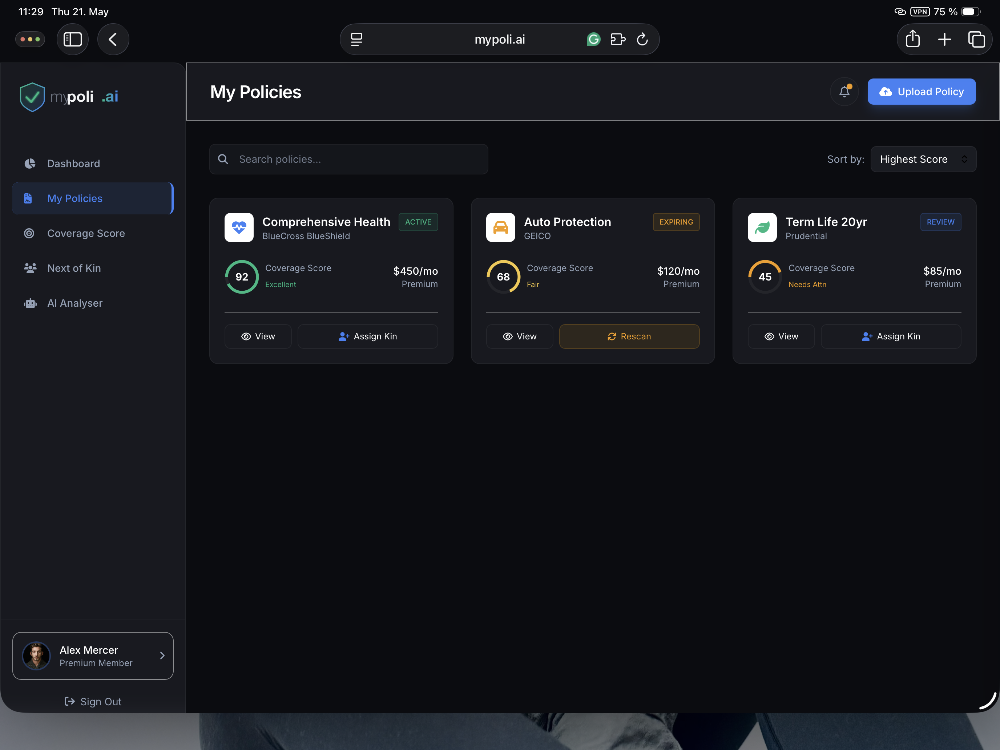 11:29 Thu 21. May
VPN 75 %
mypoli.ai
mypoli .ai
My Policies
Upload Policy
Dashboard
My Policies
Coverage Score
Next of Kin
AI Analyser
Search policies...
Sort by: Highest Score
Comprehensive Health ACTIVE
BlueCross BlueShield
92 Coverage Score
Excellent
$450/mo
Premium
View Assign Kin
Auto Protection EXPIRING
GEICO
68 Coverage Score
Fair
$120/mo
Premium
View Rescan
Term Life 20yr REVIEW
Prudential
45 Coverage Score
Needs Attn
$85/mo
Premium
View Assign Kin
Alex Mercer
Premium Member
Sign Out